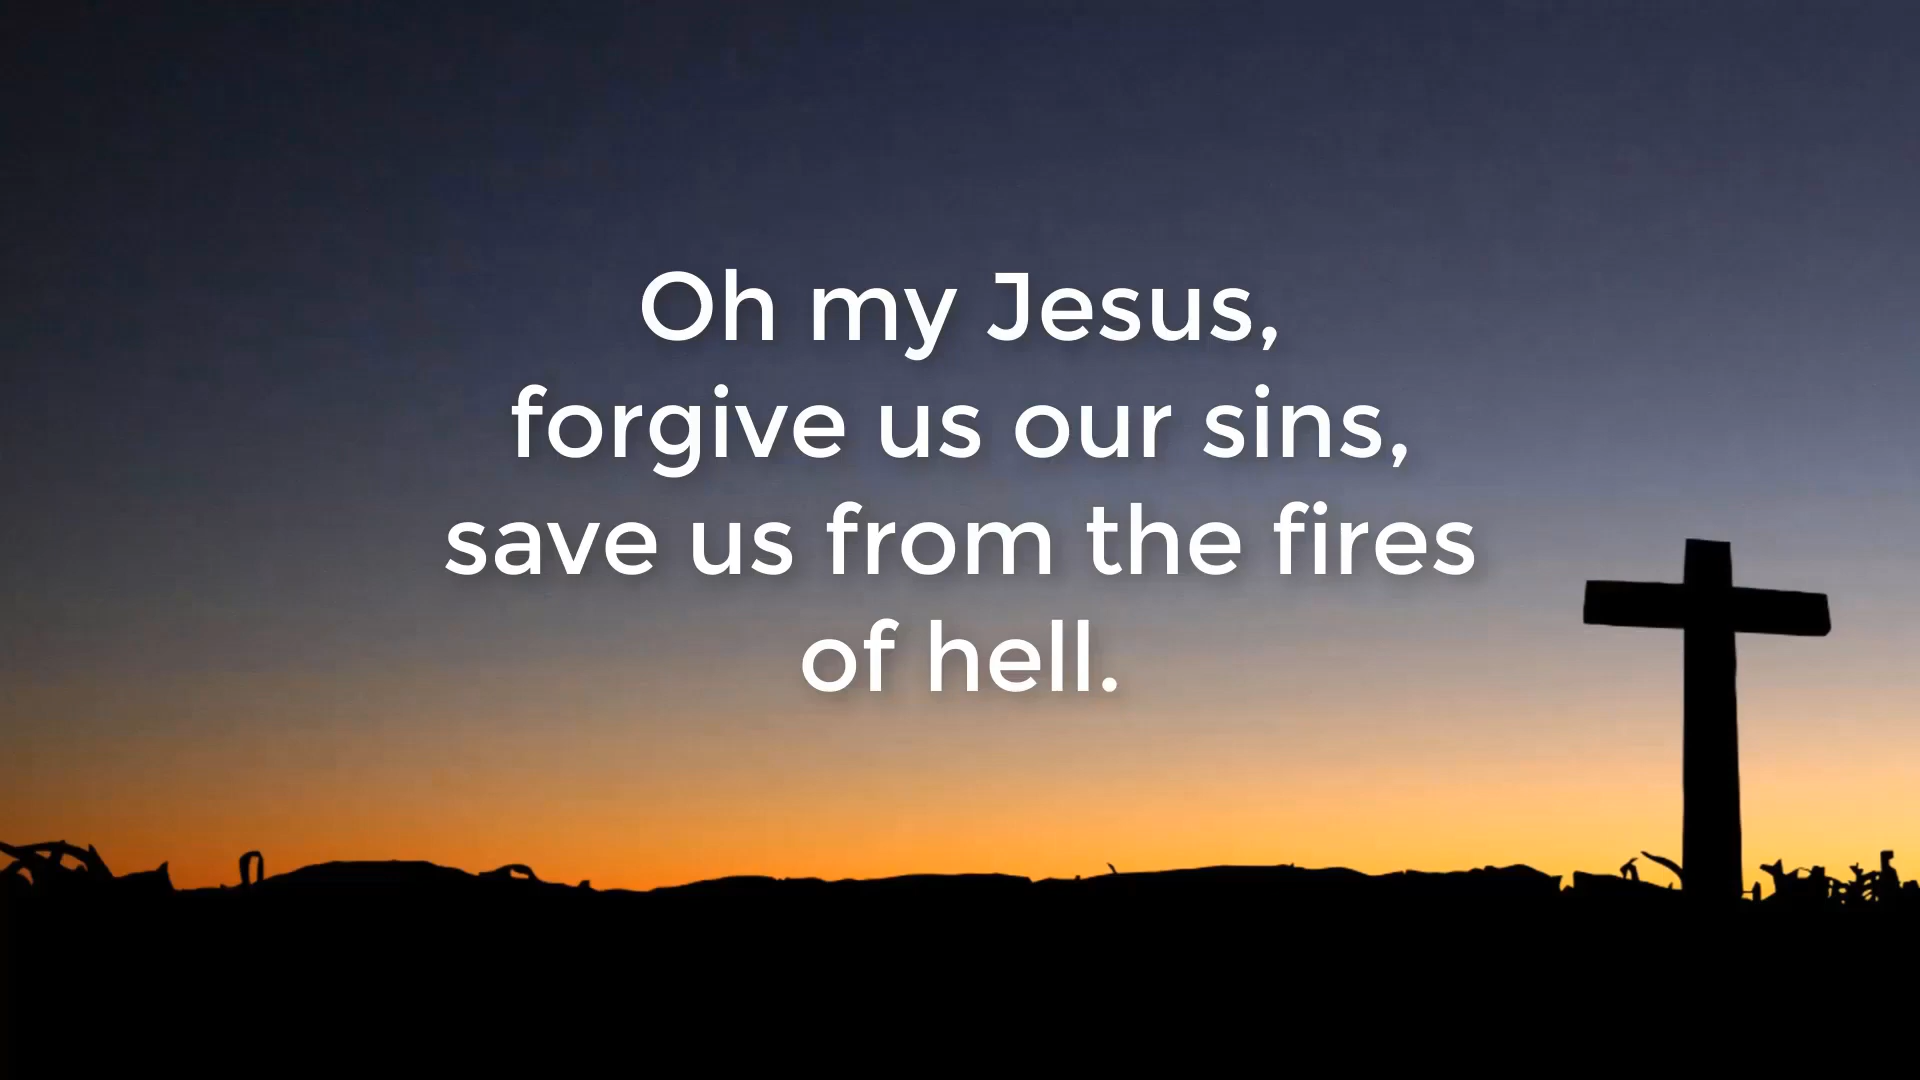 Oh my Jesus,
forgive us our sins,
save us from the fires
of hell.